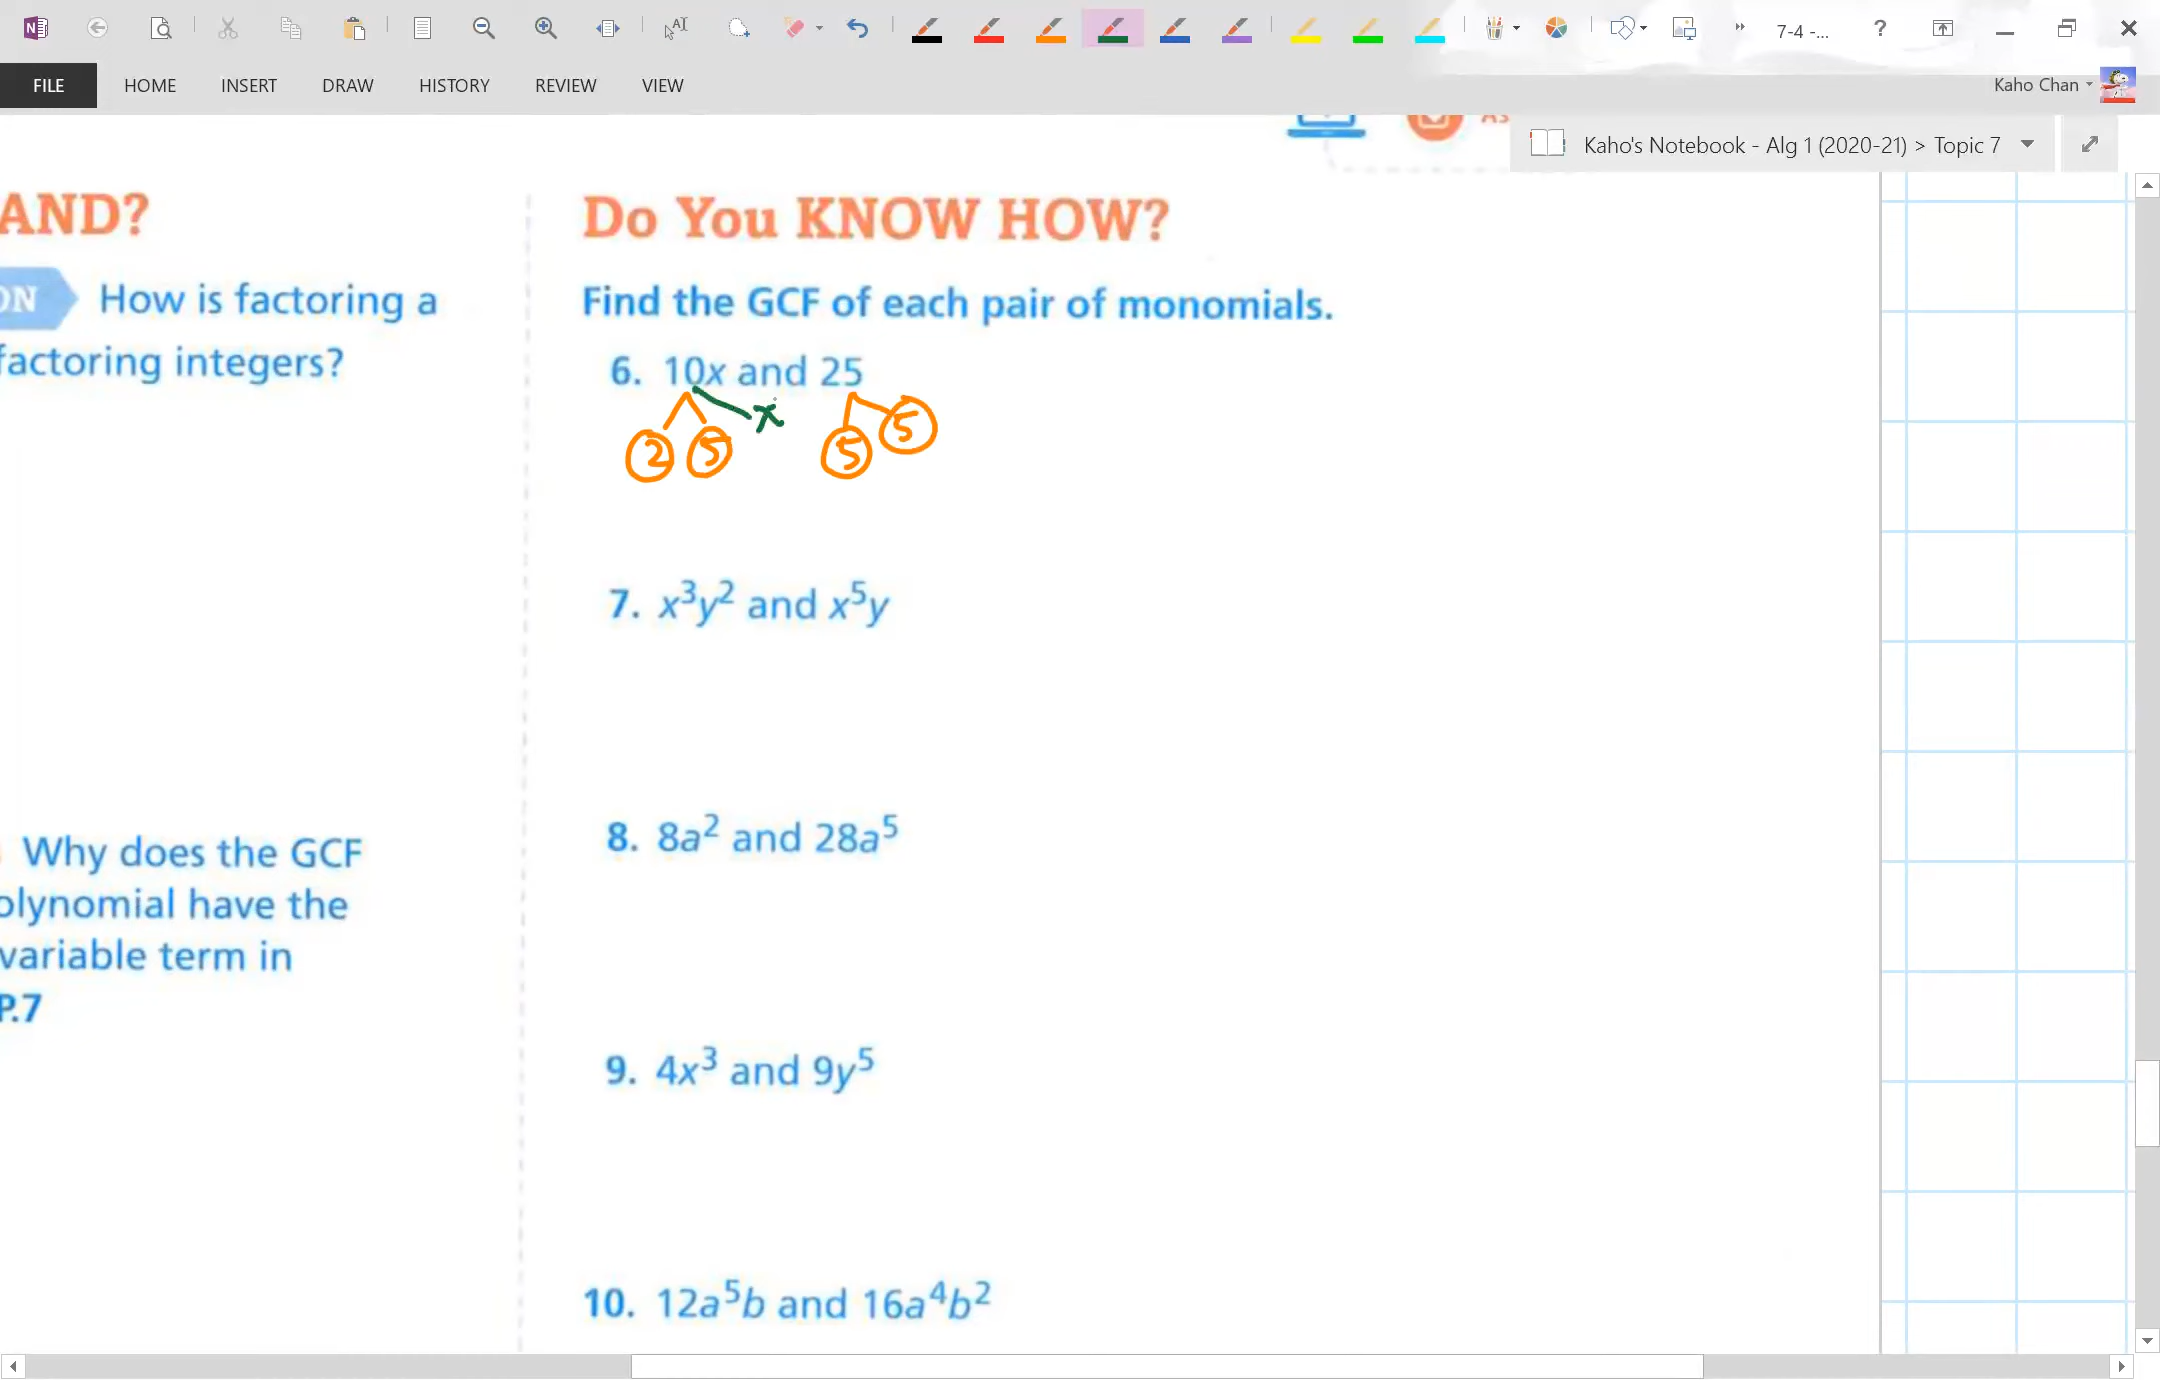 7-4 -...
FILE HOME INSERT DRAW HISTORY REVIEW VIEW
Kaho Chan
Kaho's Notebook - Alg 1 (2020-21) > Topic 7
AND?
ON How is factoring a
factoring integers?
Why does the GCF
olynomial have the
variable term in
P.7
Do You KNOW HOW?
Find the GCF of each pair of monomials.
6. 10x and 25
2 5 x 5 5
7. x³y² and x⁵y
8. 8a² and 28a⁵
9. 4x³ and 9y⁵
10. 12a⁵b and 16a⁴b²